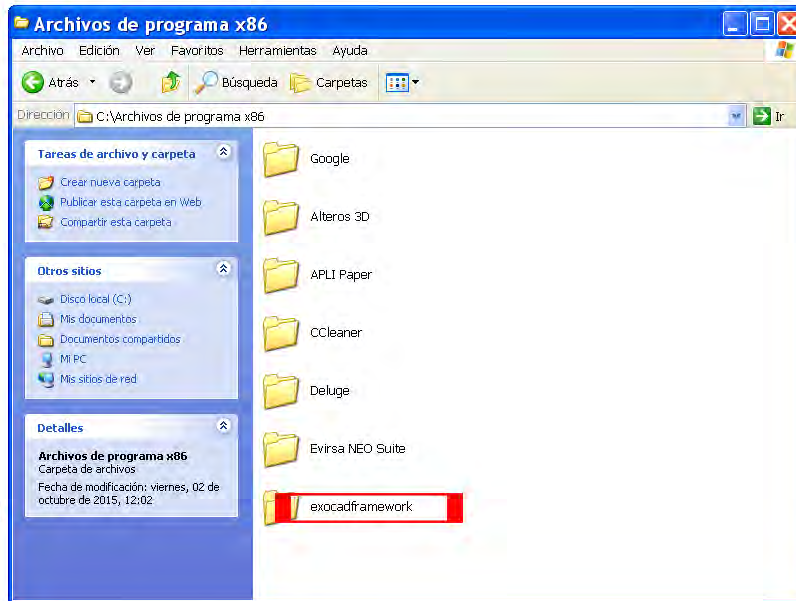 Archivos de programa x86
Archivo Edición Ver Favoritos Herramientas Ayuda
Atrás Búsqueda Carpetas
Dirección C:\Archivos de programa x86 Ir
Tareas de archivo y carpeta
Crear nueva carpeta
Publicar esta carpeta en Web
Compartir esta carpeta
Otros sitios
Disco local (C:)
Mis documentos
Documentos compartidos
Mi PC
Mis sitios de red
Detalles
Archivos de programa x86
Carpeta de archivos
Fecha de modificación: viernes, 02 de
octubre de 2015, 12:02
Google
Alteros 3D
APLI Paper
CCleaner
Deluge
Evirsa NEO Suite
exocadframework